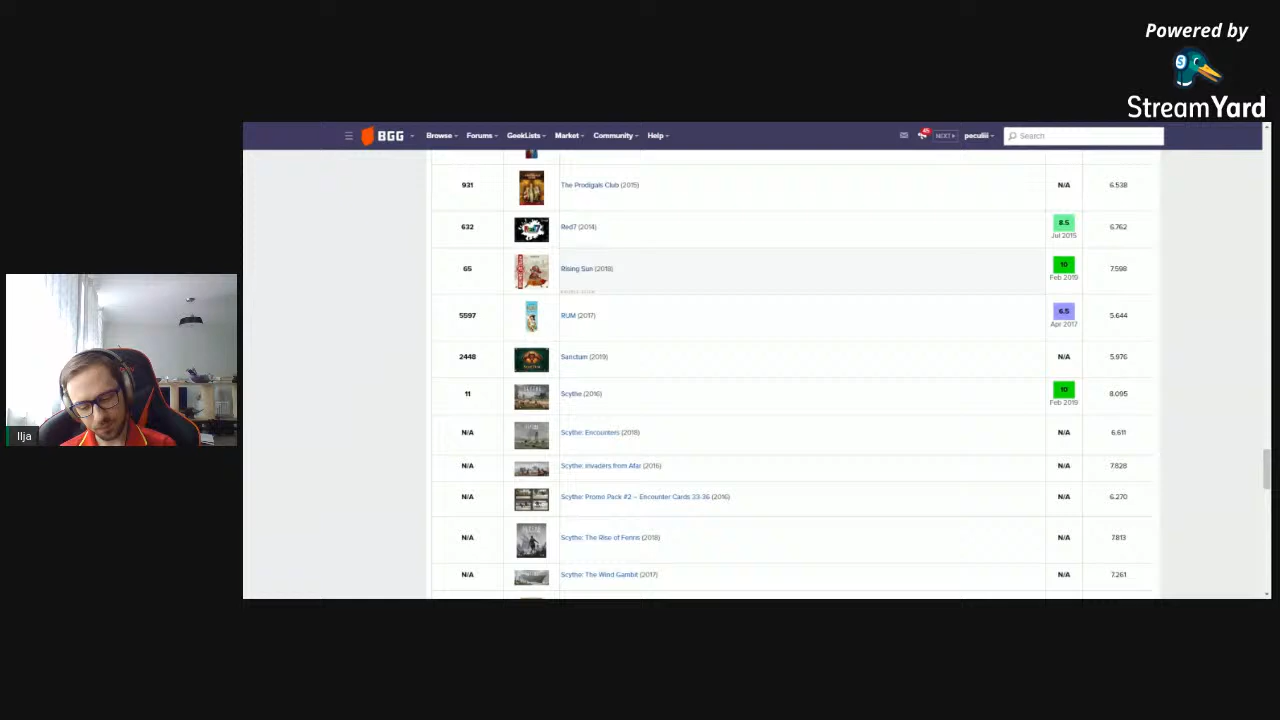 Powered by
StreamYard
BGG
Browse
Forums
GeekLists
Market
Community
Help
peculiii
Search
931 The Prodigals Club (2015) N/A 6.538
632 Red7 (2014) 8.5 Jul 2015 6.762
65 Rising Sun (2018) 10 Feb 2019 7.598
5597 RUM (2017) 6.5 Apr 2017 5.644
2448 Sanctum (2019) N/A 5.976
11 Scythe (2016) 10 Feb 2019 8.095
N/A Scythe: Encounters (2018) N/A 6.611
N/A Scythe: Invaders from Afar (2016) N/A 7.828
N/A Scythe: Promo Pack #2 – Encounter Cards 33-36 (2016) N/A 6.270
N/A Scythe: The Rise of Fenris (2018) N/A 7.813
N/A Scythe: The Wind Gambit (2017) N/A 7.261
Ilja